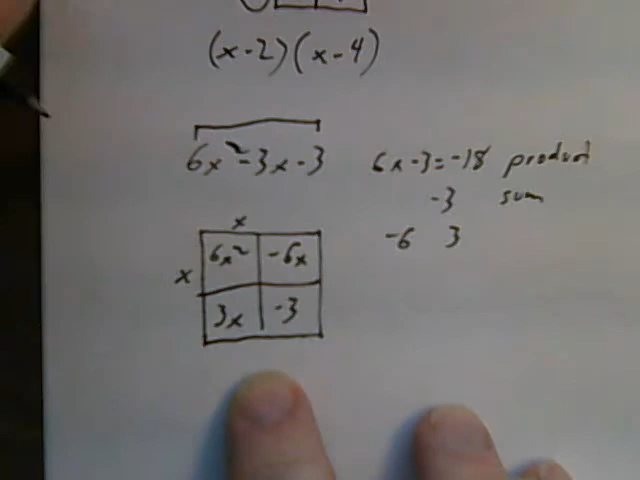 (x-2)(x-4)
6x²-3x-3
6x-3=-18 product
-3 sum
-6 3
x
x
6x² -6x
3x -3